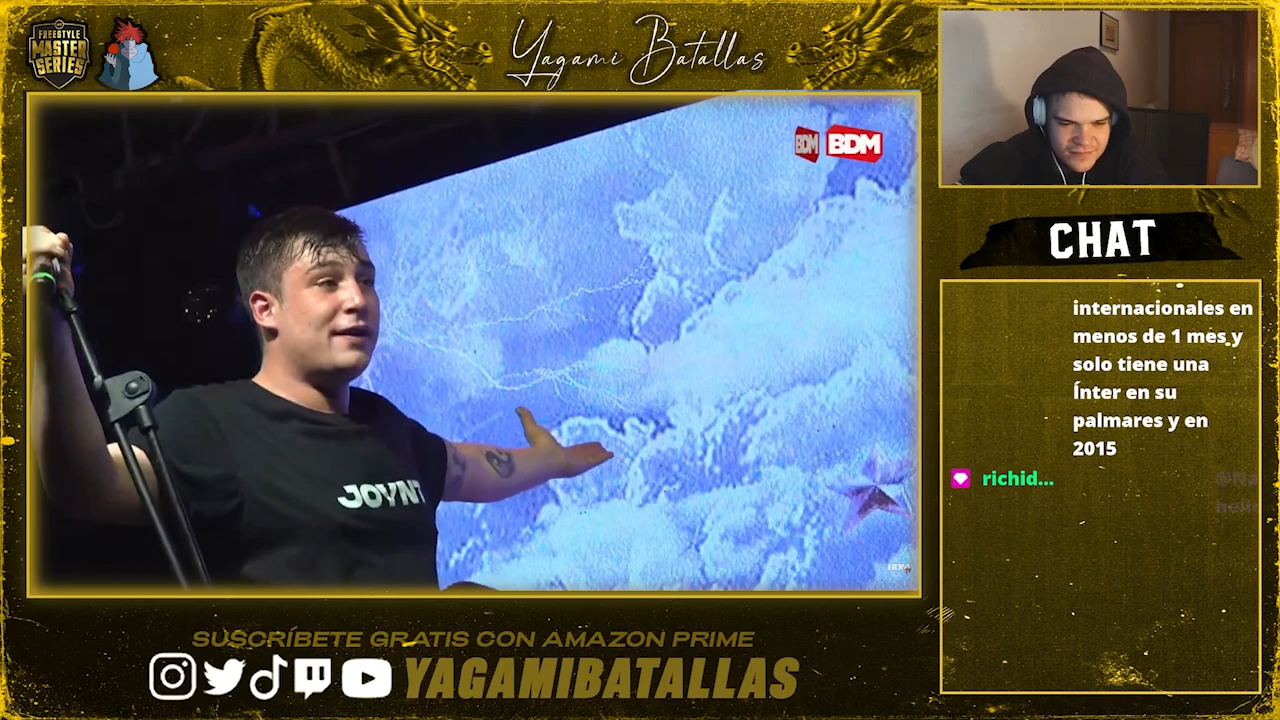 FREESTYLE
MASTER
SERIES
Yagami Batallas
BDM BDM
JOYNT
BDM
CHAT
internacionales en
menos de 1 mes y
solo tiene una
Ínter en su
palmares y en
2015
richid...
SUSCRÍBETE GRATIS CON AMAZON PRIME
YAGAMIBATALLAS